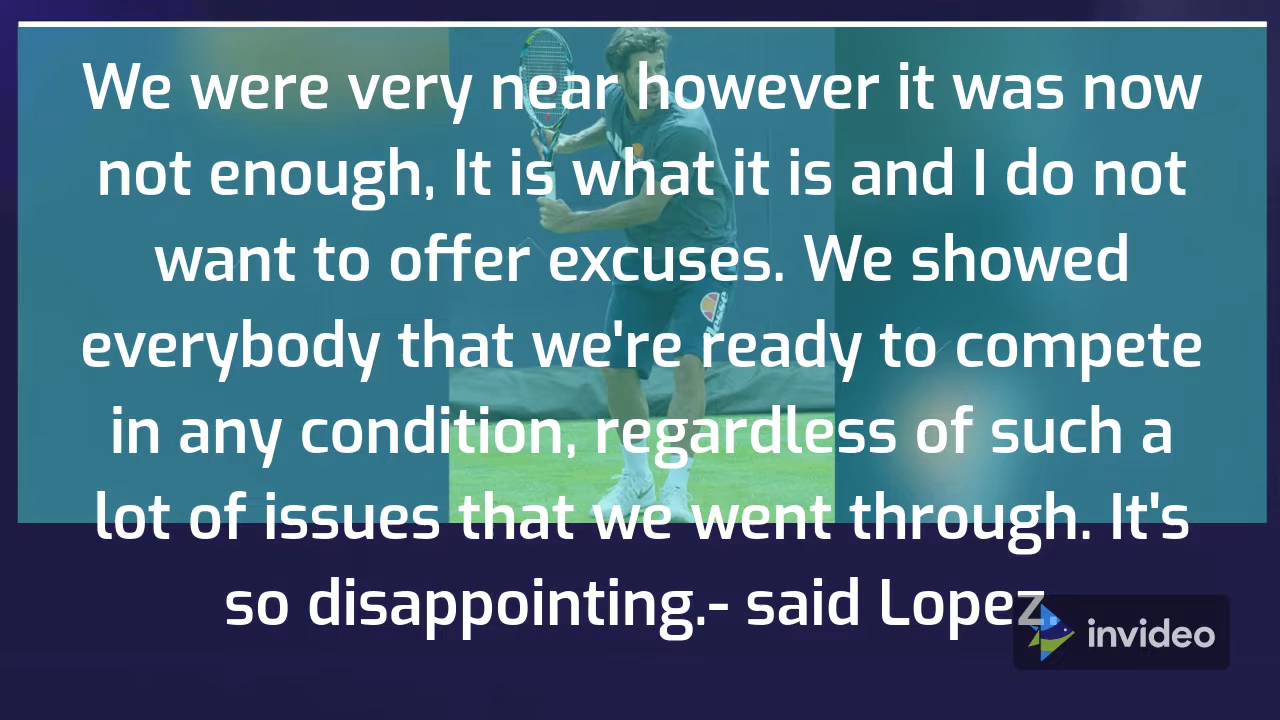 We were very near however it was now
not enough, It is what it is and I do not
want to offer excuses. We showed
everybody that we're ready to compete
in any condition, regardless of such a
lot of issues that we went through. It's
so disappointing.- said Lopez
invideo